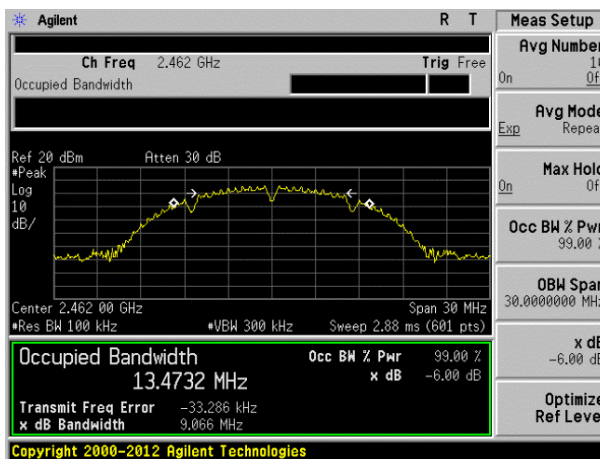 Agilent R T
Ch Freq 2.462 GHz Trig Free
Occupied Bandwidth
Ref 20 dBm Atten 30 dB
#Peak
Log
10
dB/
Center 2.462 00 GHz Span 30 MHz
#Res BW 100 kHz #VBW 300 kHz Sweep 2.88 ms (601 pts)
Occupied Bandwidth Occ BW % Pwr 99.00 %
13.4732 MHz x dB -6.00 dB
Transmit Freq Error -33.286 kHz
x dB Bandwidth 9.066 MHz
Copyright 2000-2012 Agilent Technologies
Meas Setup
Avg Number
On
Avg Mode
Exp Repea
Max Hold
On Of
Occ BW % Pwr
99.00 %
OBW Span
30.0000000 MH
x dB
-6.00 dB
Optimize
Ref Leve